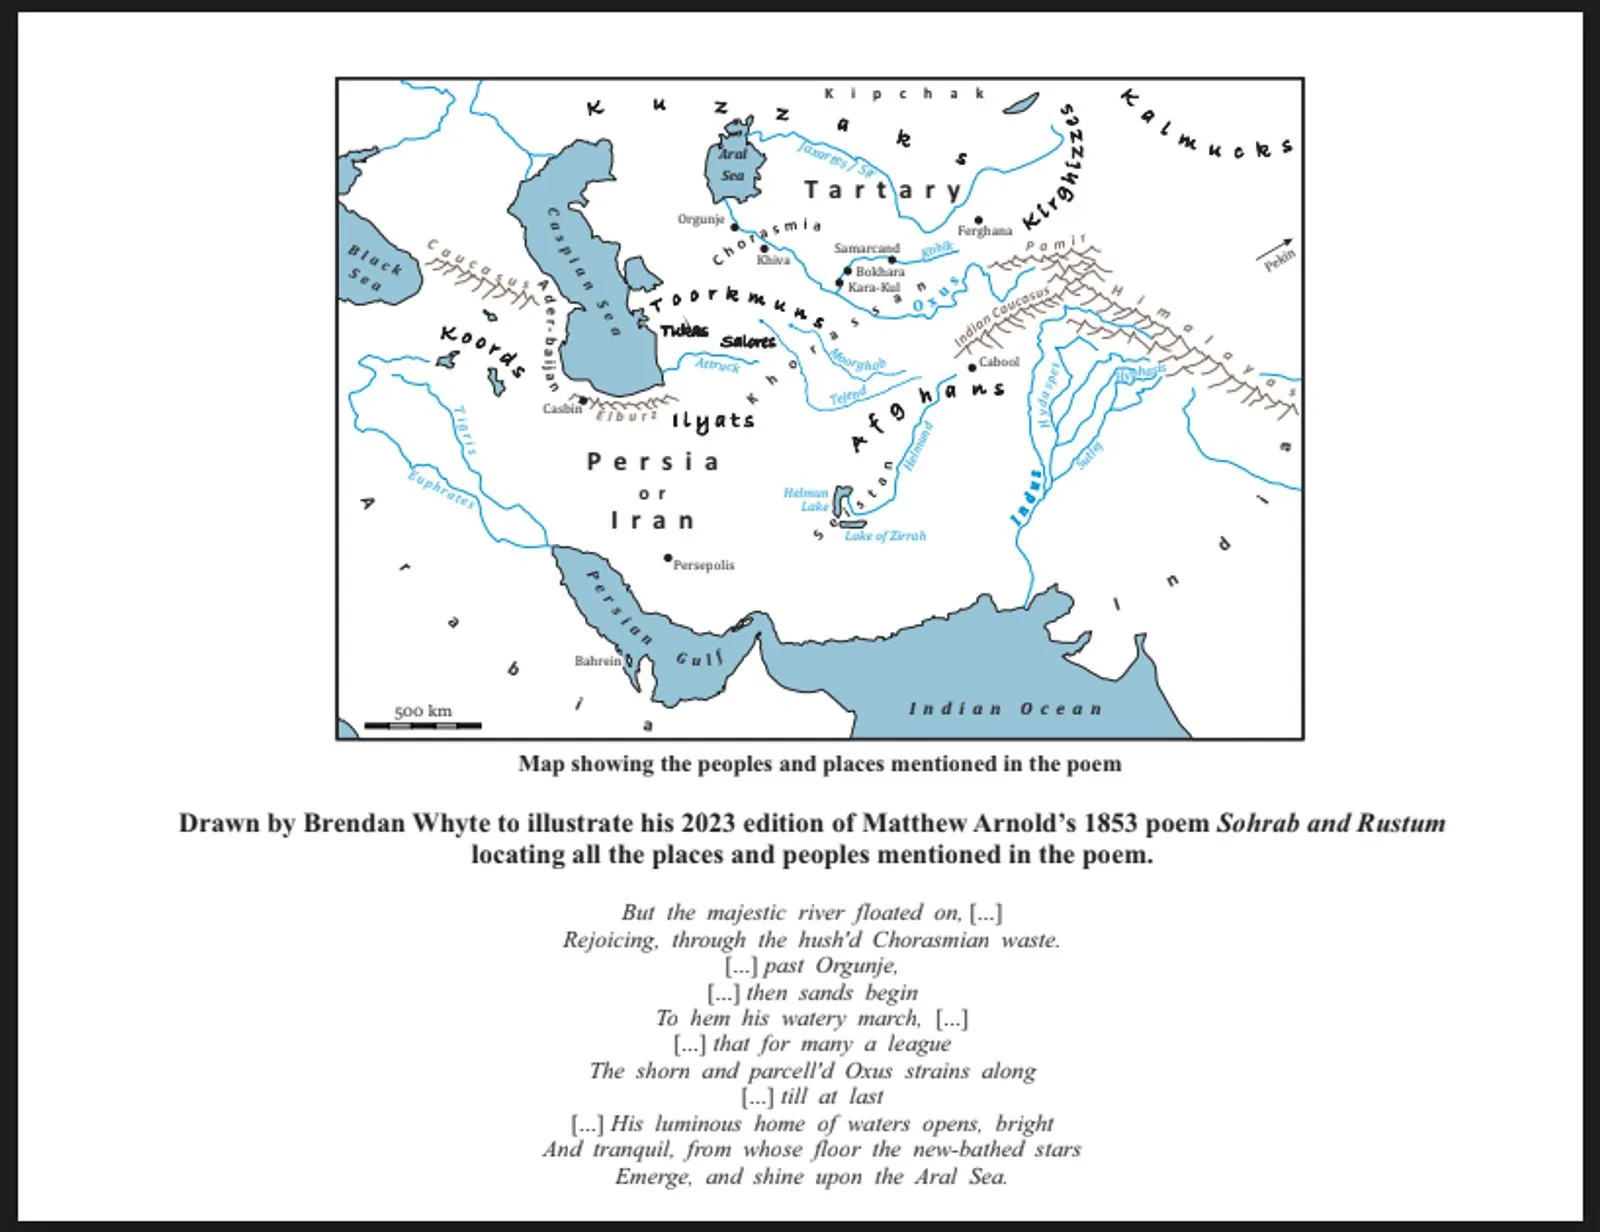 Kipchak
Kuzzaks
Kalmucks
Kirghizzes
Aral
Sea
Jaxartes / Sir
Tartary
Orgunje
Chorasmia
Ferghana
Khiva
Samarcand
Kohik
Bokhara
Kara-Kul
Pamir
Pekin
Black
Sea
Caucasus
Caspian Sea
Ader-baijan
Toorkmuns
Tukas
Salores
Khorassan
Oxus
Indian Caucasus
Himalayas
Koords
Attruck
Moorghab
Tejend
Cabool
Hydaspes
Hyphasis
Casbin
Elburz
Ilyats
Afghans
Tigris
Persia
or
Iran
Euphrates
Helmund
Sutlej
Indus
Helmun
Lake
Seistan
Lake of Zirrah
India
Arabia
Persepolis
Persian Gulf
Bahrein
500 km
Indian Ocean
Map showing the peoples and places mentioned in the poem
Drawn by Brendan Whyte to illustrate his 2023 edition of Matthew Arnold’s 1853 poem Sohrab and Rustum
locating all the places and peoples mentioned in the poem.
But the majestic river floated on, [...]
Rejoicing, through the hush'd Chorasmian waste.
[...] past Orgunje,
[...] then sands begin
To hem his watery march, [...]
[...] that for many a league
The shorn and parcell'd Oxus strains along
[...] till at last
[...] His luminous home of waters opens, bright
And tranquil, from whose floor the new-bathed stars
Emerge, and shine upon the Aral Sea.